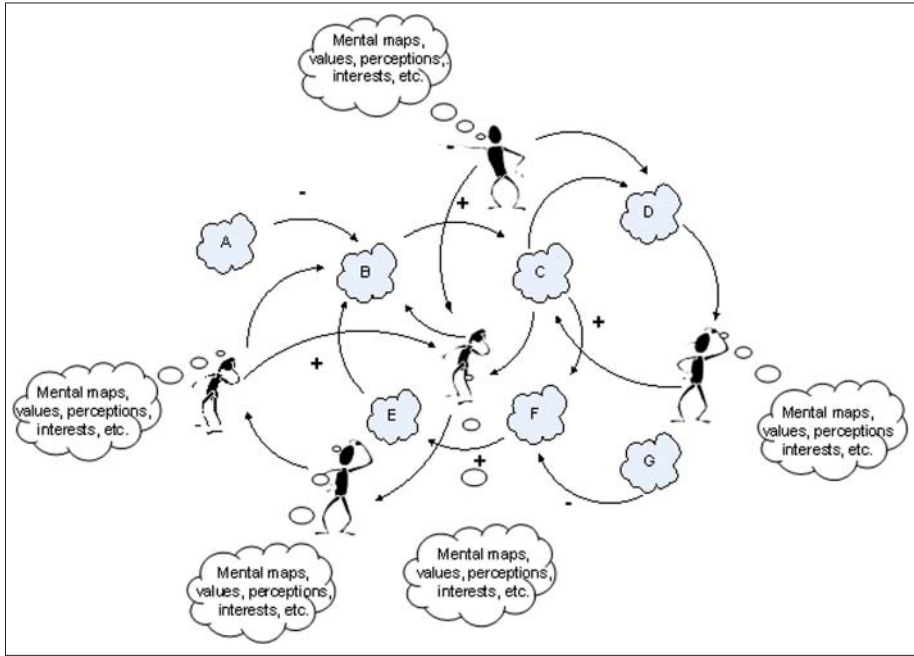 Mental maps,
values, perceptions,.
interests, etc.
-
+
A
B
C
D
+
+
Mental maps,
values, perceptions,
interests, etc.
E
F
+
G
-
Mental maps,
values, perceptions
interests, etc.
Mental maps,
values, perceptions,
interests, etc.
Mental maps,
values, perceptions,
interests, etc.